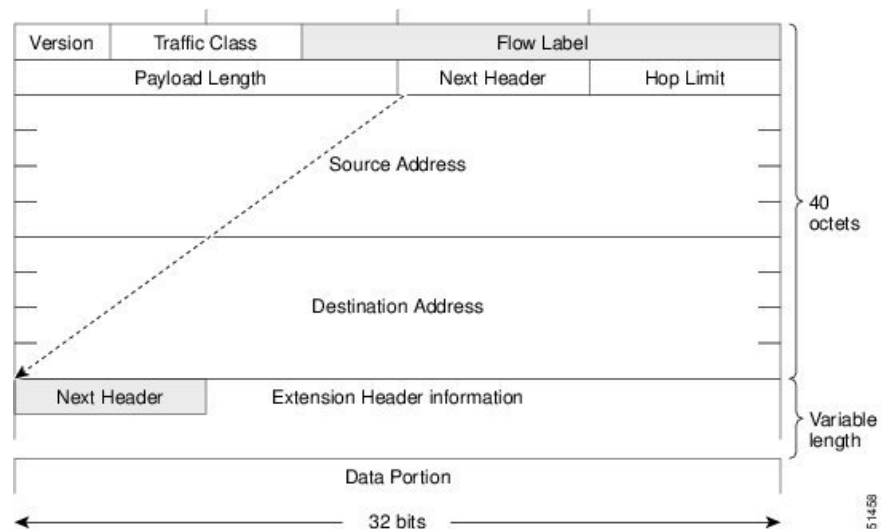 Version Traffic Class Flow Label
Payload Length Next Header Hop Limit
Source Address
40
octets
Destination Address
Next Header Extension Header information
Variable
length
Data Portion
32 bits
51458